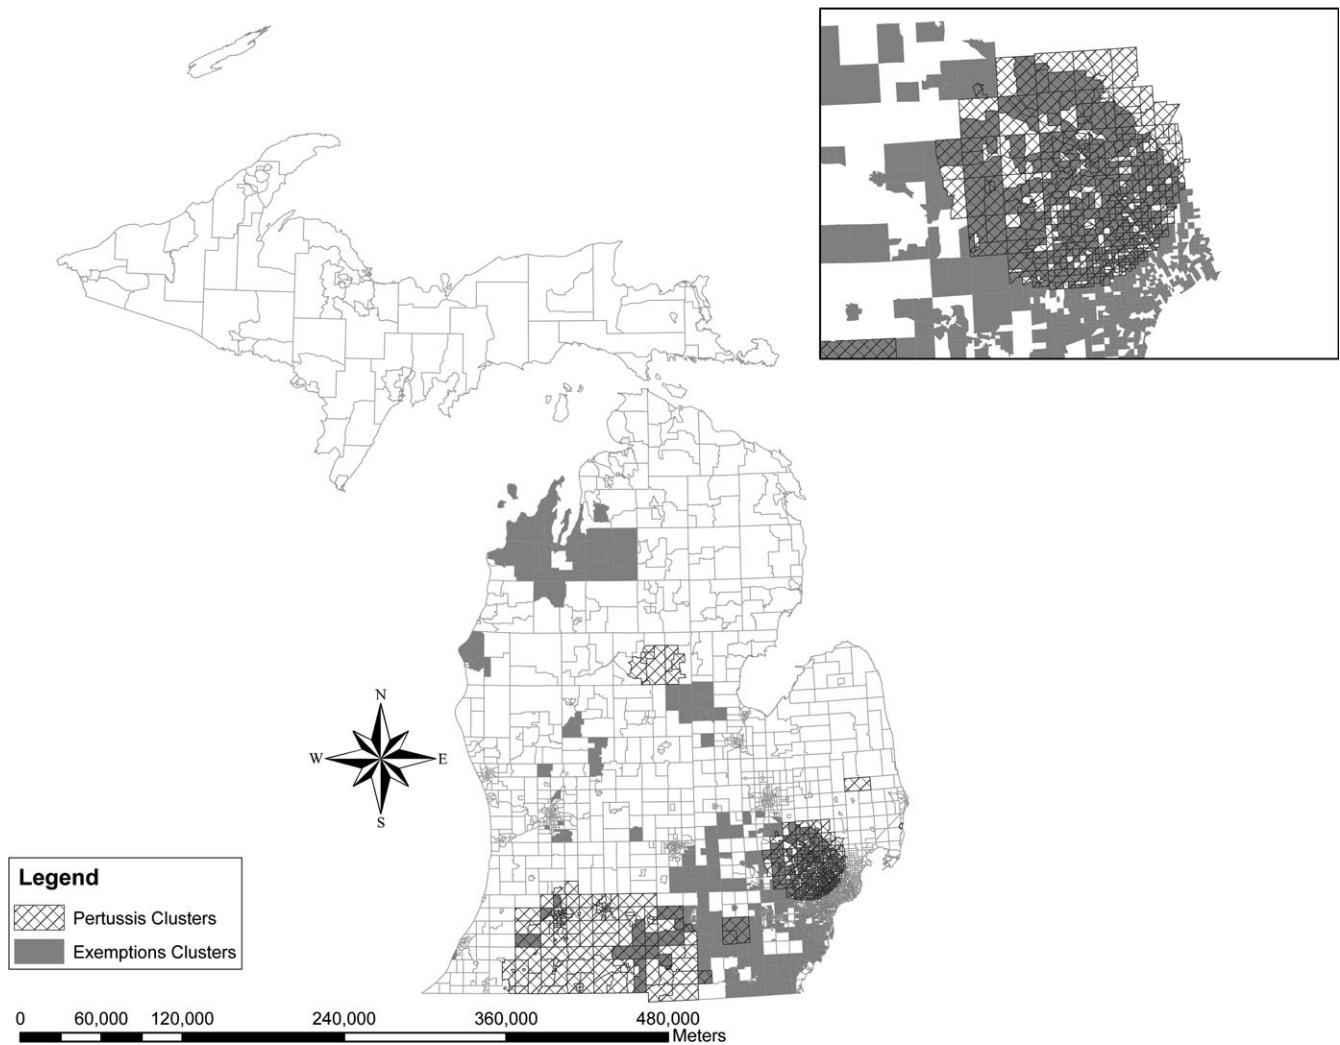 N
W E
S
Legend
Pertussis Clusters
Exemptions Clusters
0 60,000 120,000 240,000 360,000 480,000
Meters